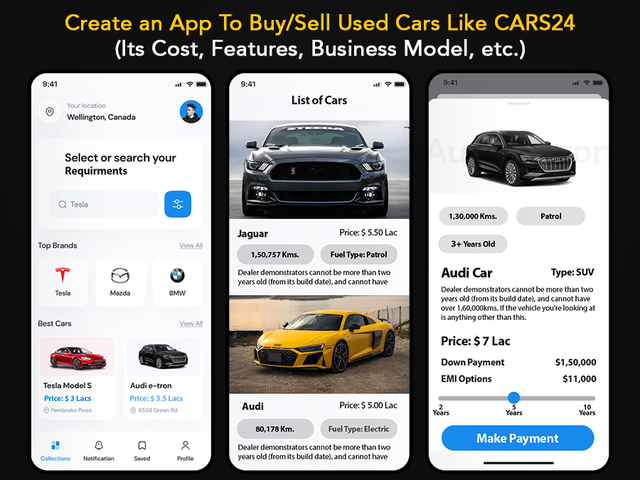 Create an App To Buy/Sell Used Cars Like CARS24
(Its Cost, Features, Business Model, etc.)
9:41
Your location
Wellington, Canada
Select or search your
Requirments
Tesla
Top Brands
View All
Tesla
Mazda
BMW
Best Cars
View All
Tesla Model S
Price: $ 3 Lacs
Pembroke Pines
Audi e-tron
Price: $ 3.5 Lacs
8558 Green Rd.
Collections
Notification
Saved
Profile
9:41
List of Cars
STEEDA
Jaguar
Price: $ 5.50 Lac
1,50,757 Kms.
Fuel Type: Patrol
Dealer demonstrators cannot be more than two
years old (from its build date), and cannot have
Audi
Price: $ 5.00 Lac
80,178 Km.
Fuel Type: Electric
Dealer demonstrators cannot be more than two
years old (from its build date), and cannot have
9:41
1,30,000 Kms.
Patrol
3+ Years Old
Audi Car
Type: SUV
Dealer demonstrators cannot be more than two
years old (from its build date), and cannot have
over 1,60,000kms. If the vehicle you're looking at
is anything other than this.
Price: $ 7 Lac
Down Payment
$1,50,000
EMI Options
$11,000
2
Years
5
Years
10
Years
Make Payment